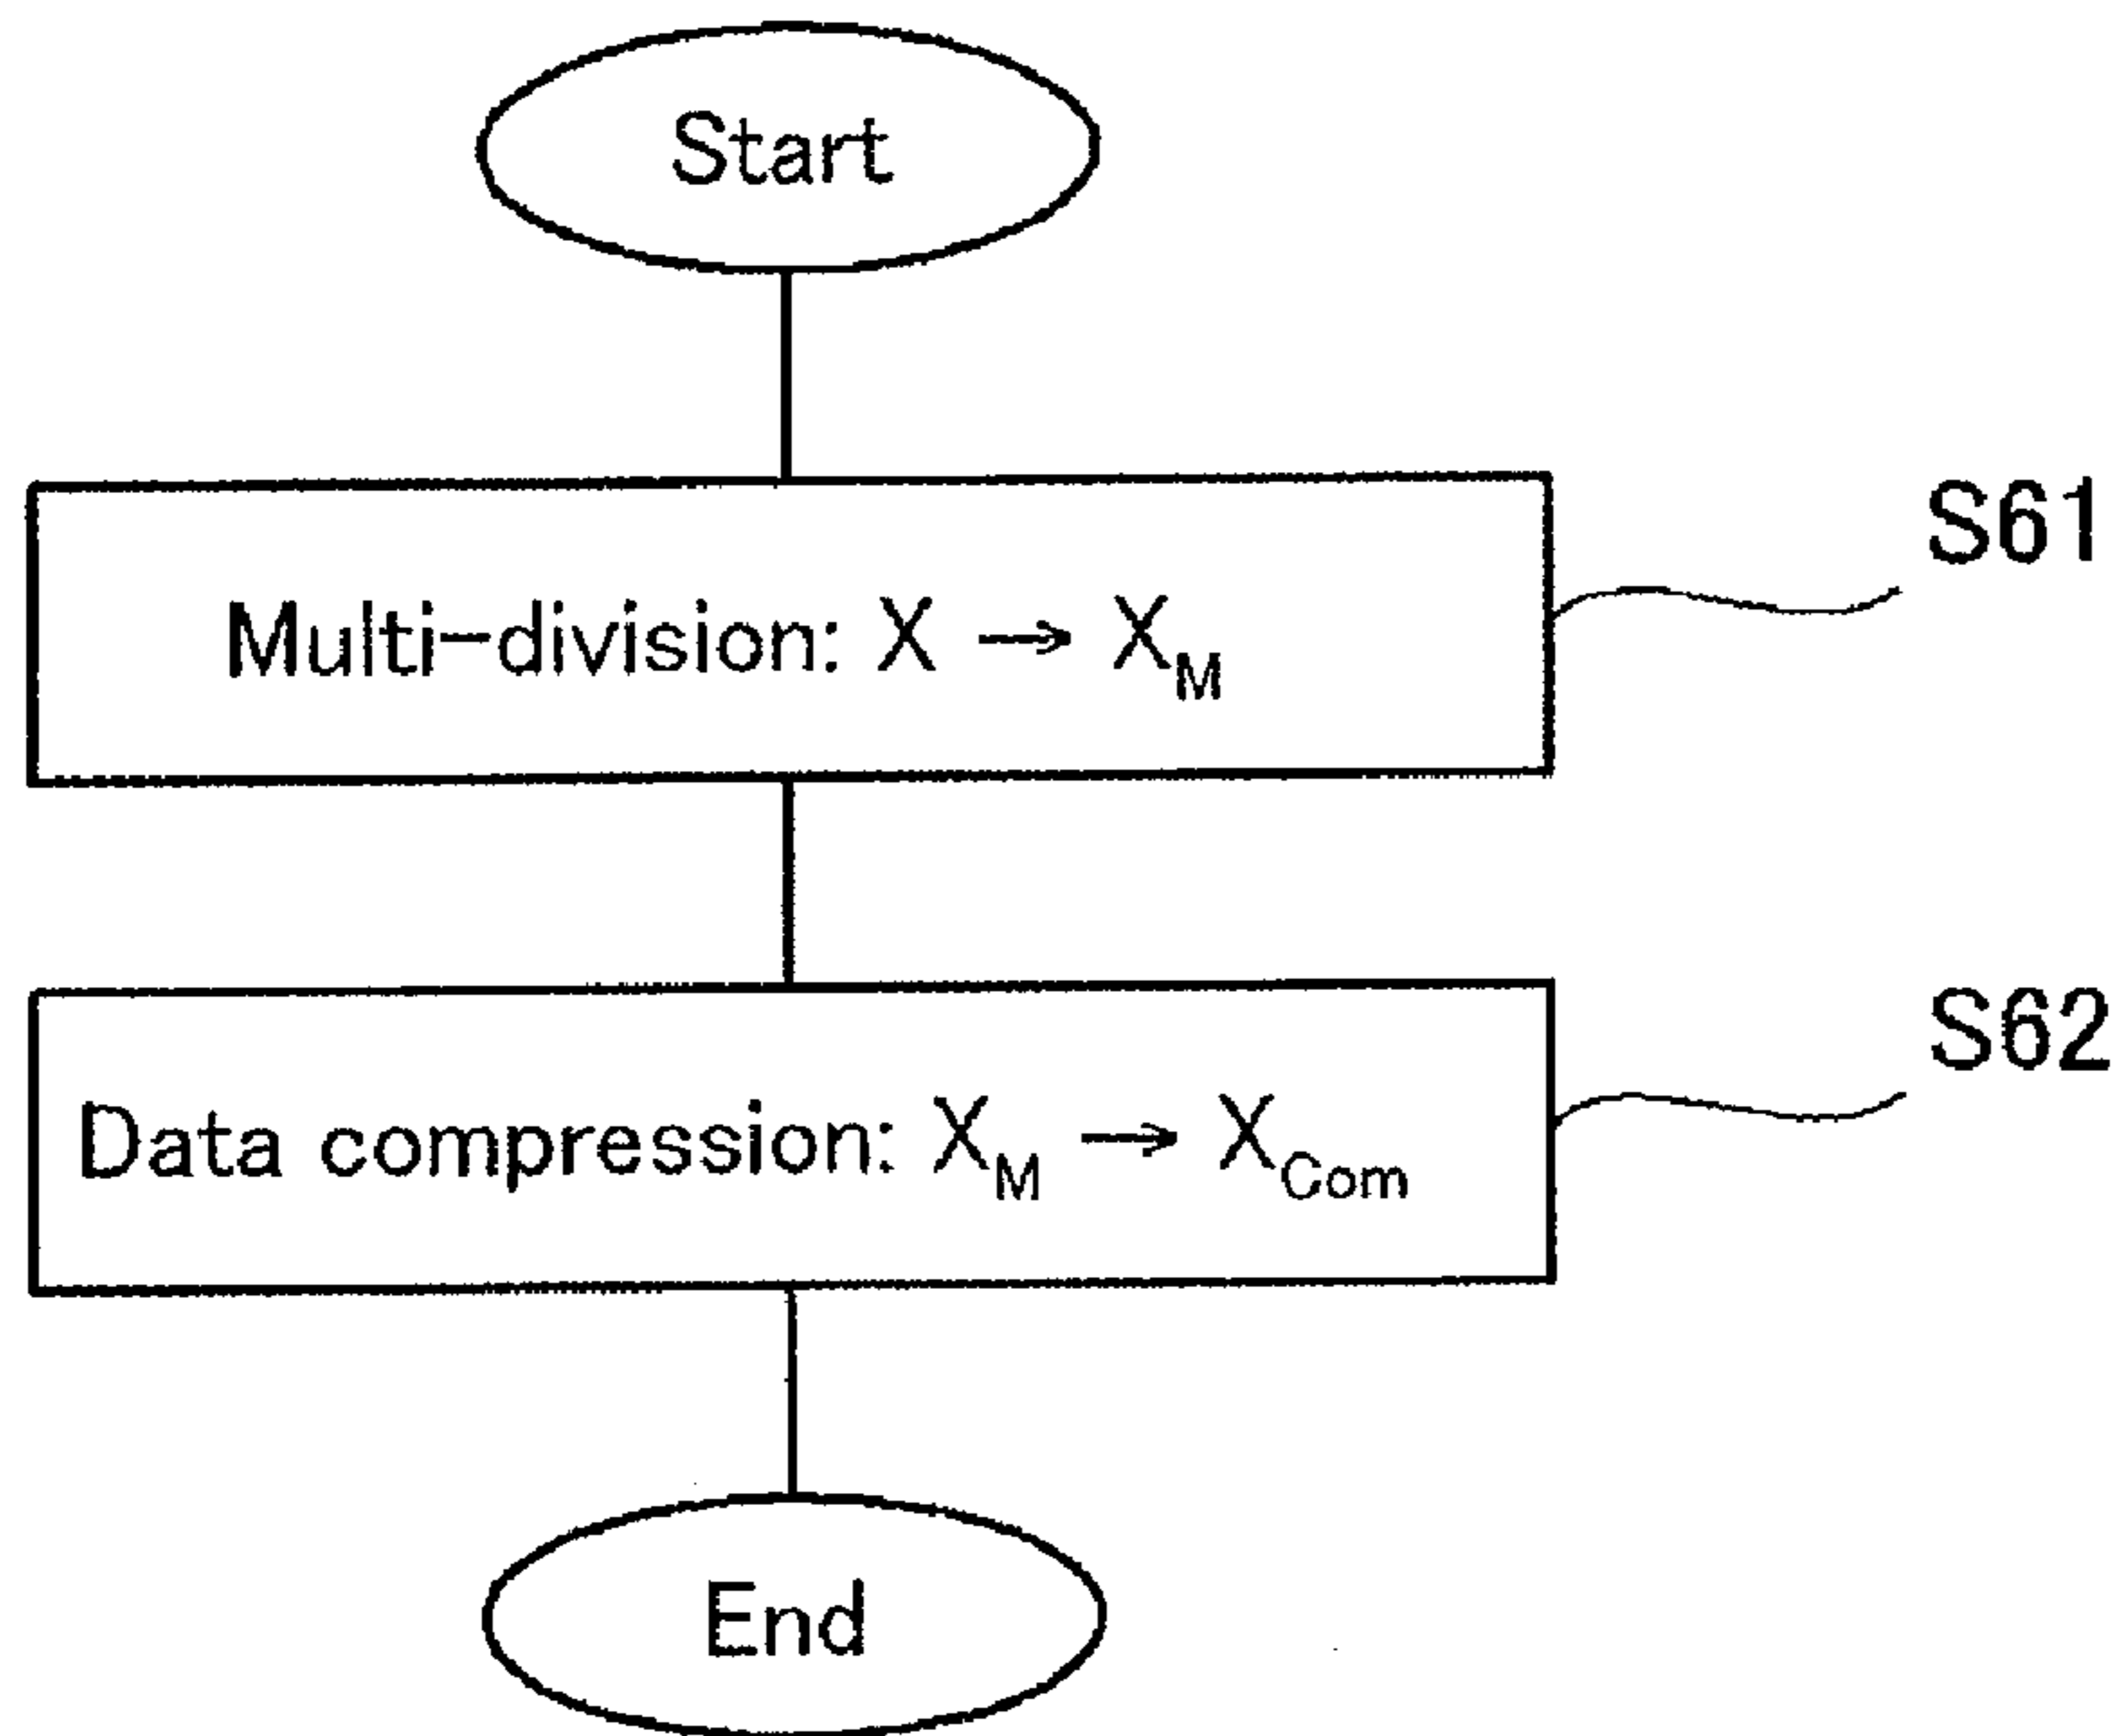 Start
S61
Multi-division: X → X_M
S62
Data compression: X_M → X_Com
End